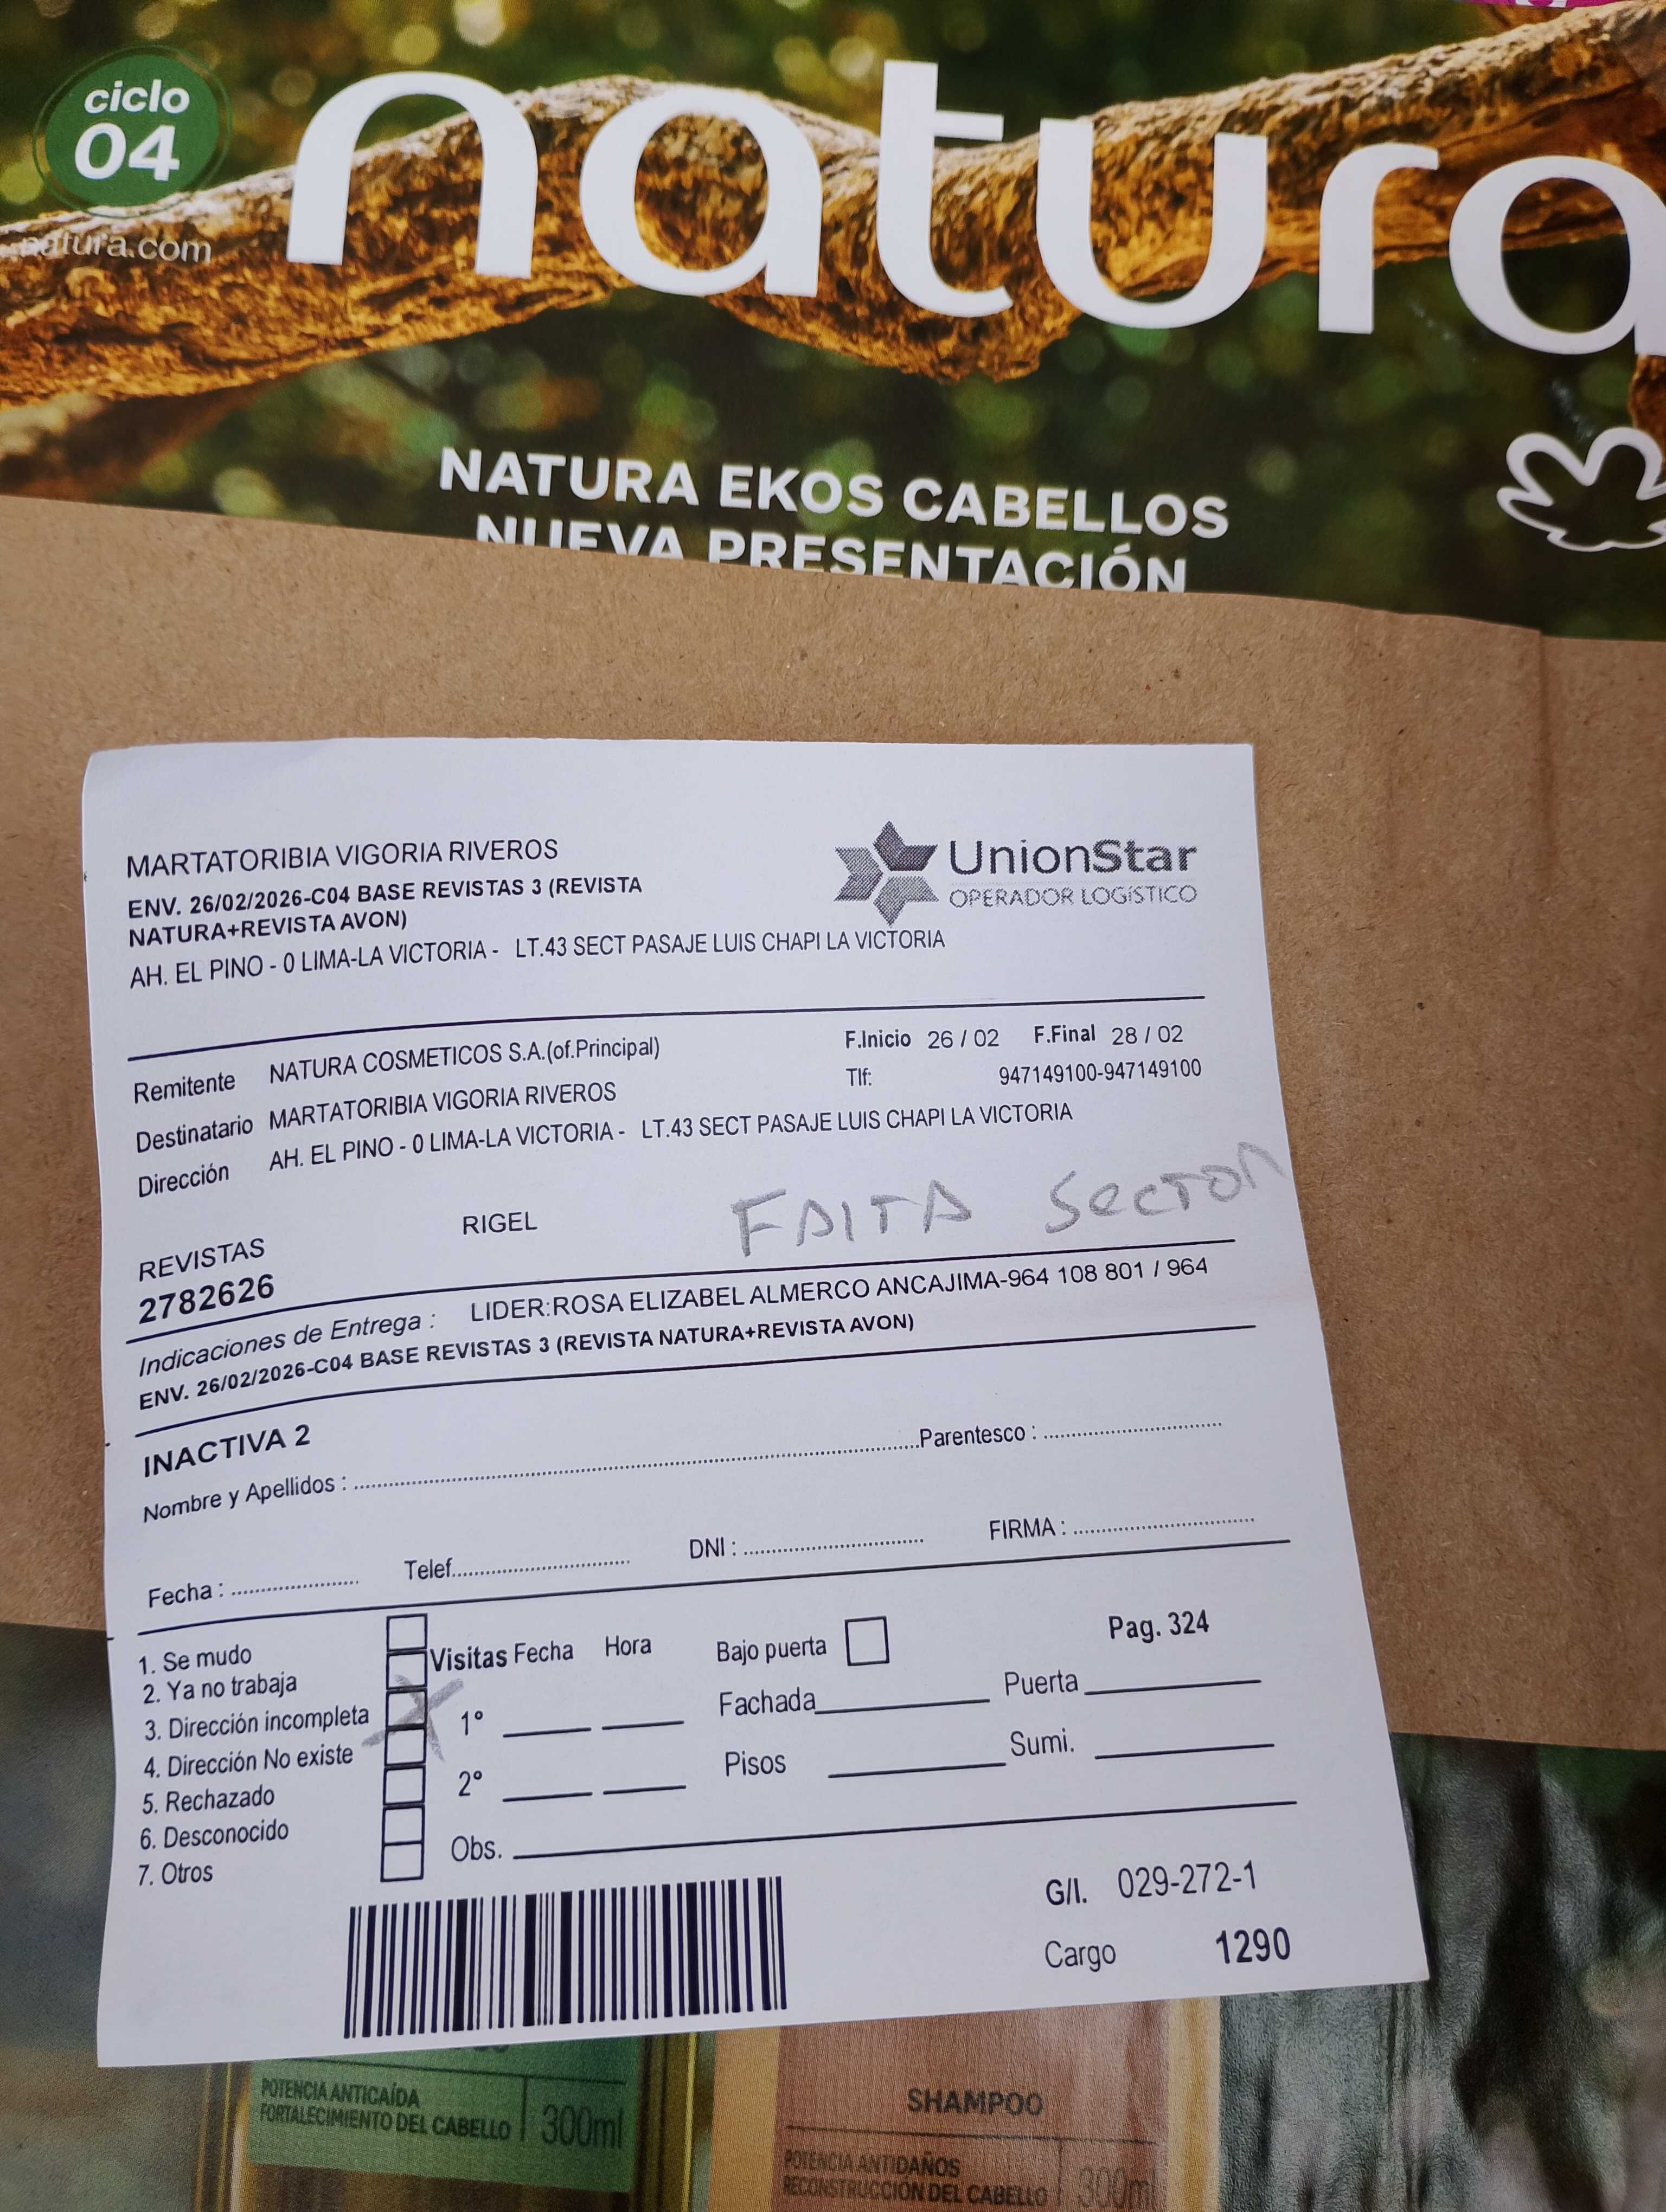 ciclo
04
natura
natura.com
NATURA EKOS CABELLOS
NUEVA PRESENTACIÓN
MARTATORIBIA VIGORIA RIVEROS
ENV. 26/02/2026-C04 BASE REVISTAS 3 (REVISTA
NATURA+REVISTA AVON)
AH. EL PINO - 0 LIMA-LA VICTORIA - LT.43 SECT PASAJE LUIS CHAPI LA VICTORIA
UnionStar
OPERADOR LOGÍSTICO
Remitente NATURA COSMETICOS S.A.(of.Principal)
F.Inicio 26 / 02 F.Final 28 / 02
Destinatario MARTATORIBIA VIGORIA RIVEROS
Tlf: 947149100-947149100
Dirección AH. EL PINO - 0 LIMA-LA VICTORIA - LT.43 SECT PASAJE LUIS CHAPI LA VICTORIA
REVISTAS RIGEL FALTA SecTOR
2782626
Indicaciones de Entrega : LIDER:ROSA ELIZABEL ALMERCO ANCAJIMA-964 108 801 / 964
ENV. 26/02/2026-C04 BASE REVISTAS 3 (REVISTA NATURA+REVISTA AVON)
INACTIVA 2
Nombre y Apellidos : Parentesco :
Fecha : Telef. DNI : FIRMA :
1. Se mudo
2. Ya no trabaja
3. Dirección incompleta X
4. Dirección No existe
5. Rechazado
6. Desconocido
7. Otros
Visitas Fecha Hora
1°
2°
Obs.
Bajo puerta
Pag. 324
Fachada Puerta
Pisos Sumi.
G/I. 029-272-1
Cargo 1290
POTENCIA ANTICAÍDA
FORTALECIMIENTO DEL CABELLO 300ml
SHAMPOO
POTENCIA ANTIDAÑOS
RECONSTRUCCIÓN DEL CABELLO 300ml